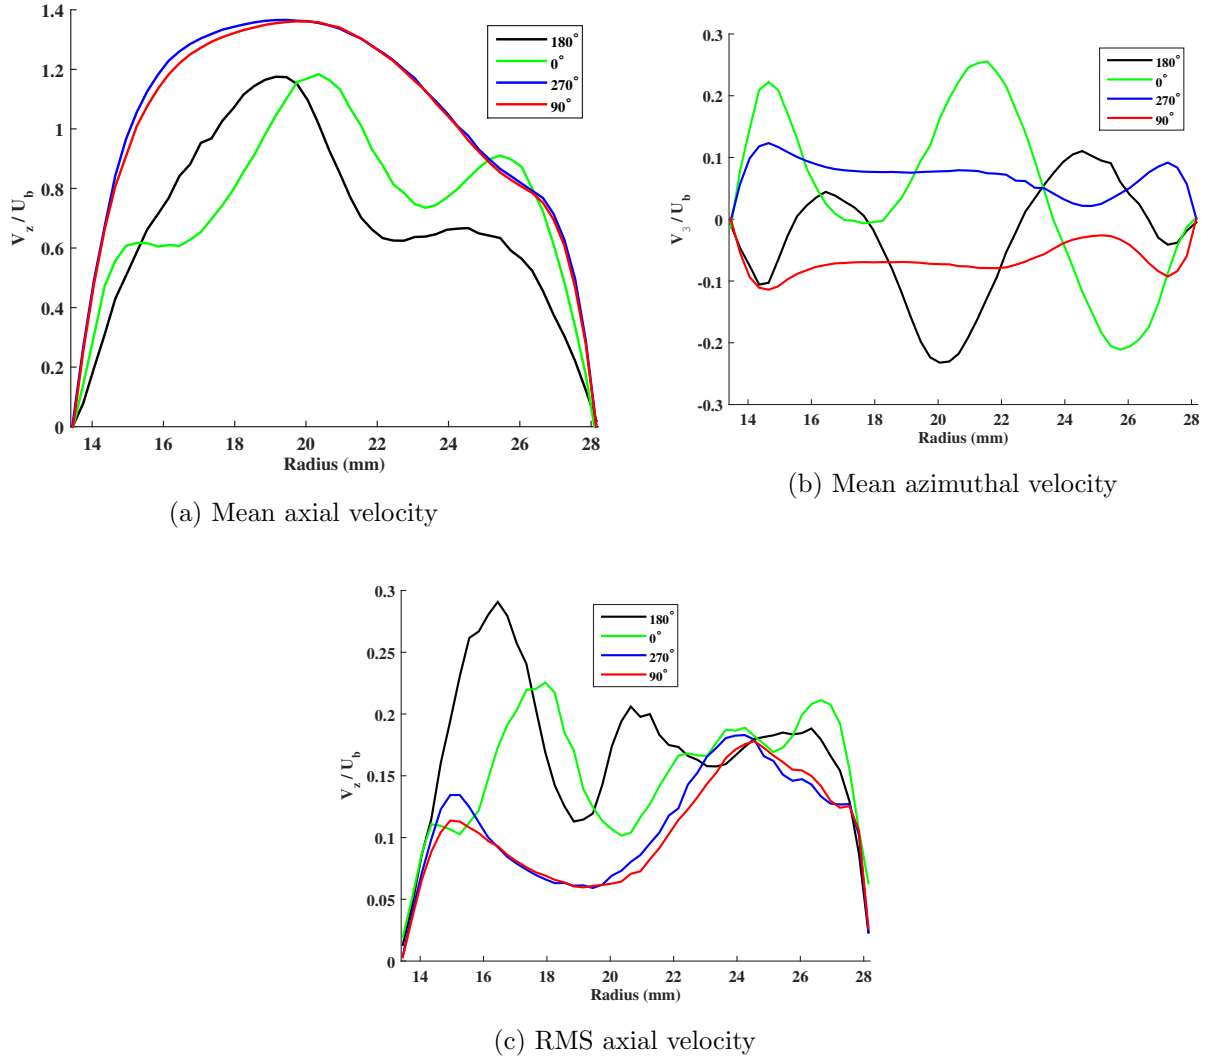 1.4
1.2
1
0.8
0.6
0.4
0.2
0
V_z / U_b
14 16 18 20 22 24 26 28
Radius (mm)
180°
0°
270°
90°
(a) Mean axial velocity
0.3
0.2
0.1
0
-0.1
-0.2
-0.3
V_3 / U_b
14 16 18 20 22 24 26 28
Radius (mm)
180°
0°
270°
90°
(b) Mean azimuthal velocity
0.3
0.25
0.2
0.15
0.1
0.05
0
V_z / U_b
14 16 18 20 22 24 26 28
Radius (mm)
180°
0°
270°
90°
(c) RMS axial velocity